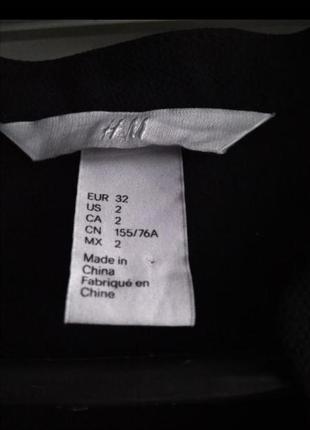 H&M
EUR 32
US 2
CA 2
CN 155/76A
MX 2
Made in
China
Fabriqué en
Chine